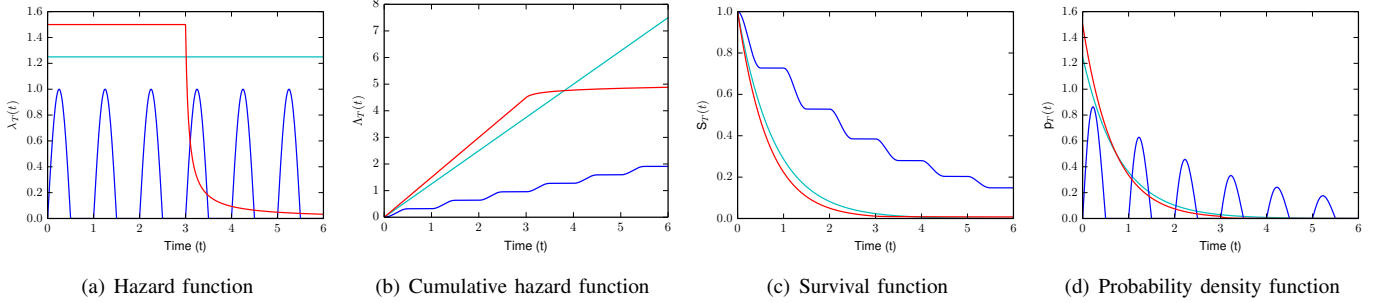 1.6
1.4
1.2
1.0
0.8
0.6
0.4
0.2
0.0
λ_T(t)
0 1 2 3 4 5 6
Time (t)
(a) Hazard function
8
7
6
5
4
3
2
1
0
Λ_T(t)
0 1 2 3 4 5 6
Time (t)
(b) Cumulative hazard function
1.0
0.8
0.6
0.4
0.2
0.0
S_T(t)
0 1 2 3 4 5 6
Time (t)
(c) Survival function
1.6
1.4
1.2
1.0
0.8
0.6
0.4
0.2
0.0
p_T(t)
0 1 2 3 4 5 6
Time (t)
(d) Probability density function